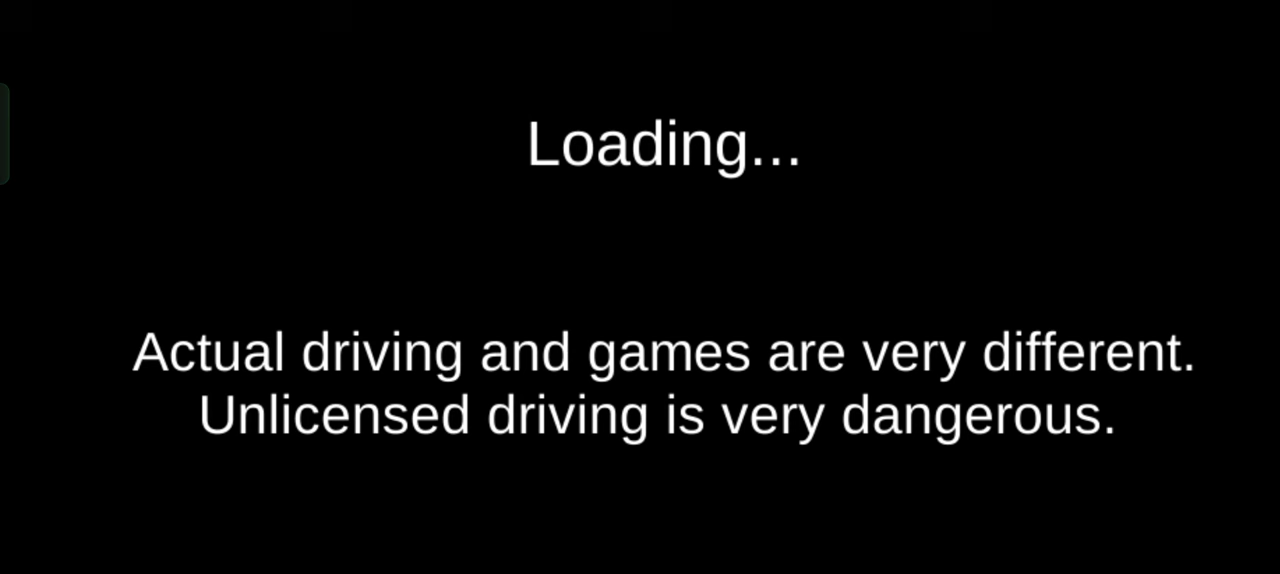 Loading...
Actual driving and games are very different.
Unlicensed driving is very dangerous.